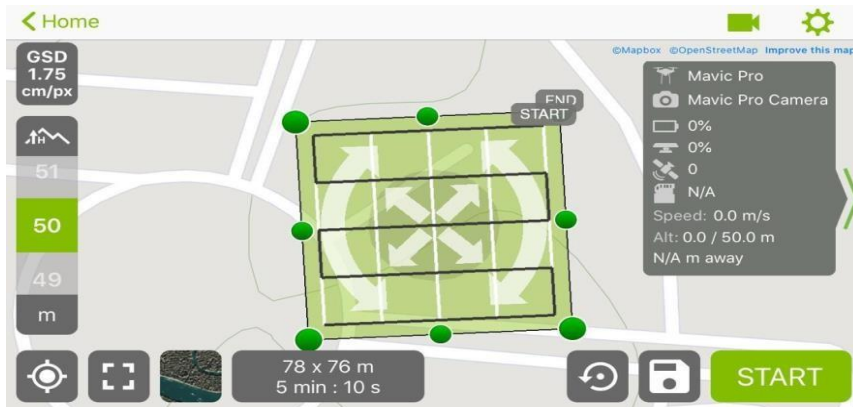 Home
GSD
1.75
cm/px
H
51
50
49
m
©Mapbox ©OpenStreetMap Improve this map
END
START
Mavic Pro
Mavic Pro Camera
0%
0%
0
N/A
Speed: 0.0 m/s
Alt: 0.0 / 50.0 m
N/A m away
78 x 76 m
5 min : 10 s
START